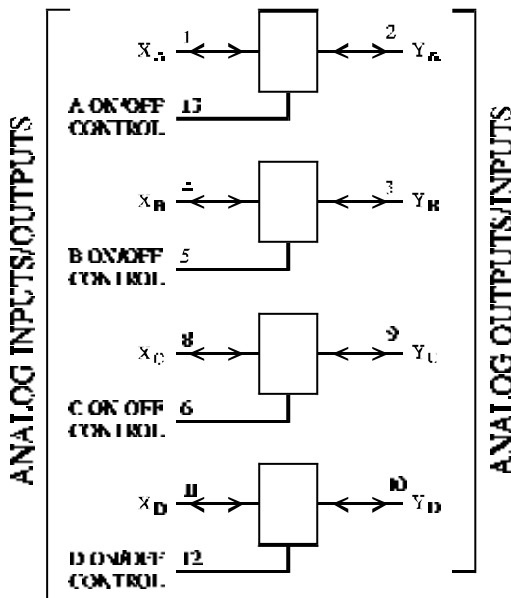 ANALOG INPUTS/OUTPUTS
ANALOG OUTPUTS/INPUTS
X_A 1 2 Y_A
A ON/OFF 13
CONTROL
X_B 4 3 Y_B
B ON/OFF 5
CONTROL
X_C 8 9 Y_C
C ON OFF 6
CONTROL
X_D 11 10 Y_D
D ON/OFF 12
CONTROL